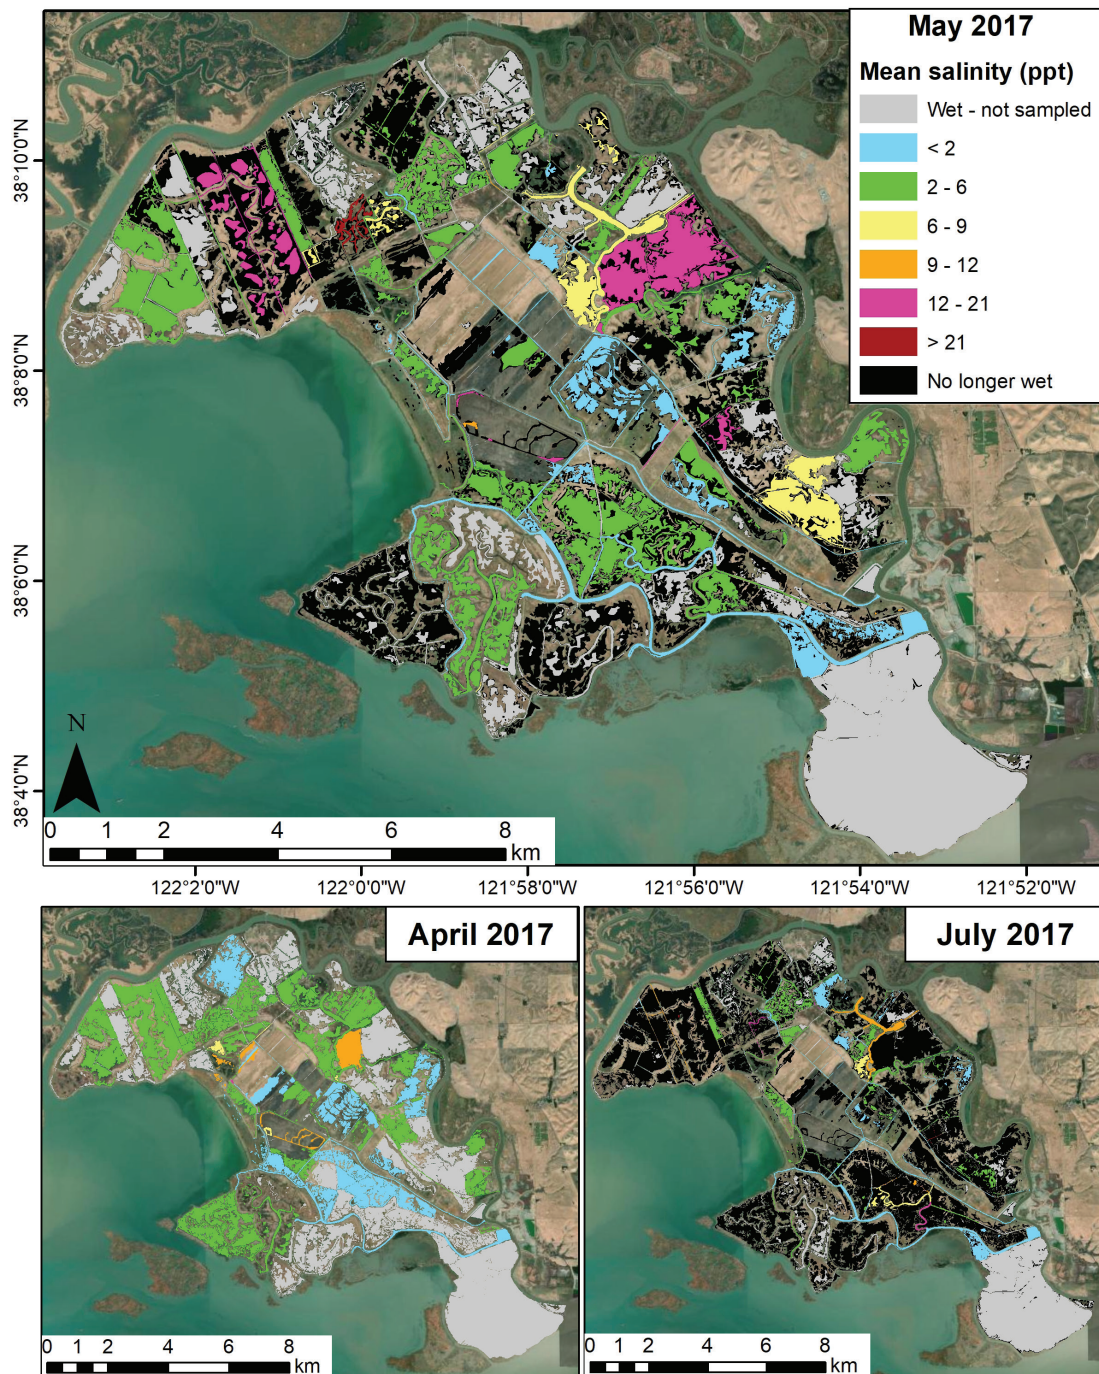 May 2017
Mean salinity (ppt)
Wet - not sampled
< 2
2 - 6
6 - 9
9 - 12
12 - 21
> 21
No longer wet
38°10'0"N
38°8'0"N
38°6'0"N
38°4'0"N
N
0 1 2 4 6 8
km
122°2'0"W 122°0'0"W 121°58'0"W 121°56'0"W 121°54'0"W 121°52'0"W
April 2017
0 1 2 4 6 8
km
July 2017
0 1 2 4 6 8
km